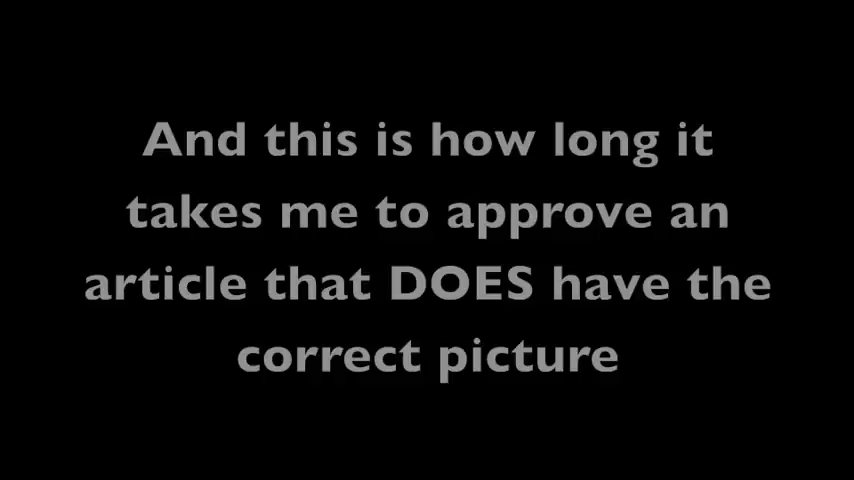 And this is how long it
takes me to approve an
article that DOES have the
correct picture